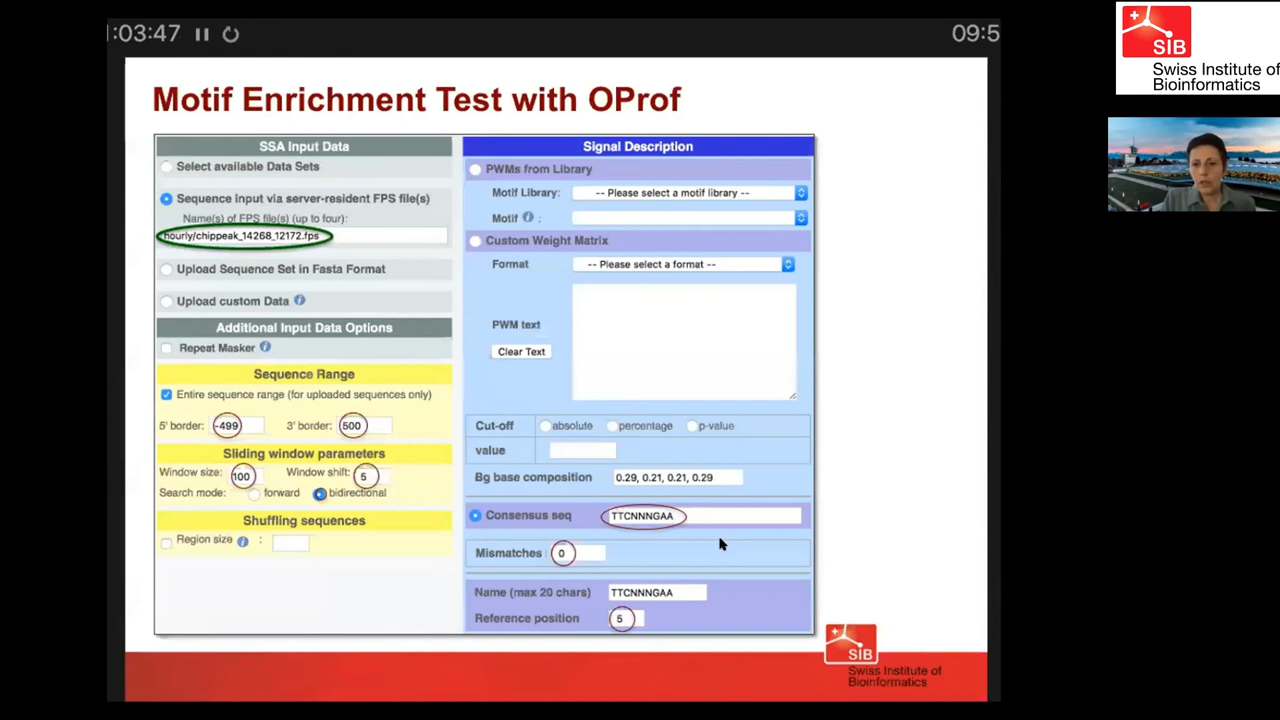 :03:47
09:5
SIB
Swiss Institute of
Bioinformatics
Motif Enrichment Test with OProf
SSA Input Data
Select available Data Sets
Sequence input via server-resident FPS file(s)
Name(s) of FPS file(s) (up to four):
hourly/chippeak_14268_12172.fps
Upload Sequence Set in Fasta Format
Upload custom Data
Additional Input Data Options
Repeat Masker
Sequence Range
Entire sequence range (for uploaded sequences only)
5' border: -499 3' border: 500
Sliding window parameters
Window size: 100 Window shift: 5
Search mode: forward bidirectional
Shuffling sequences
Region size :
Signal Description
PWMs from Library
Motif Library: -- Please select a motif library --
Motif :
Custom Weight Matrix
Format -- Please select a format --
PWM text
Clear Text
Cut-off absolute percentage p-value
value
Bg base composition 0.29, 0.21, 0.21, 0.29
Consensus seq TTCNNNGAA
Mismatches 0
Name (max 20 chars) TTCNNNGAA
Reference position 5
SIB
Swiss Institute of
Bioinformatics